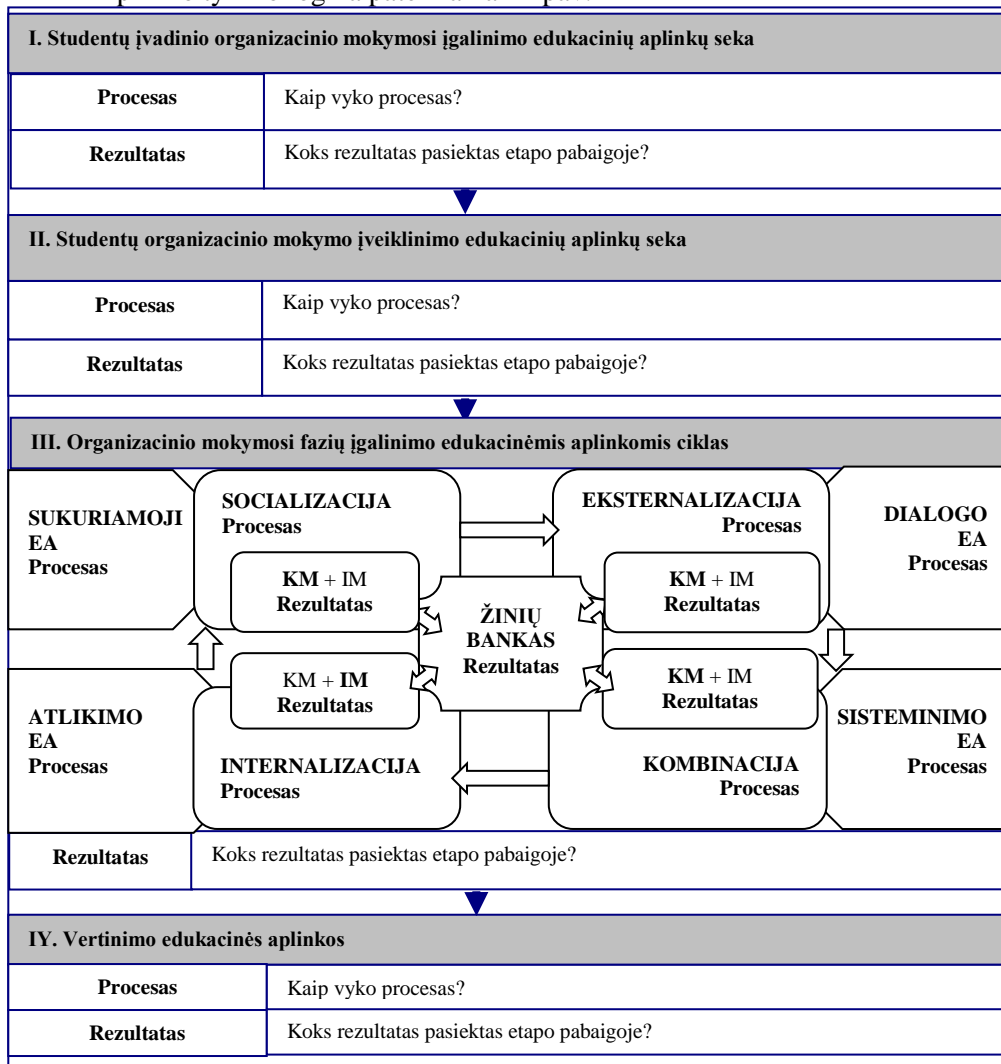 I. Studentų įvadinio organizacinio mokymosi įgalinimo edukacinių aplinkų seka
Procesas
Kaip vyko procesas?
Rezultatas
Koks rezultatas pasiektas etapo pabaigoje?
II. Studentų organizacinio mokymo įveiklinimo edukacinių aplinkų seka
Procesas
Kaip vyko procesas?
Rezultatas
Koks rezultatas pasiektas etapo pabaigoje?
III. Organizacinio mokymosi fazių įgalinimo edukacinėmis aplinkomis ciklas
SUKURIAMOJI
EA
Procesas
SOCIALIZACIJA
Procesas
KM + IM
Rezultatas
EKSTERNALIZACIJA
Procesas
KM + IM
Rezultatas
DIALOGO
EA
Procesas
ŽINIŲ
BANKAS
Rezultatas
ATLIKIMO
EA
Procesas
KM + IM
Rezultatas
INTERNALIZACIJA
Procesas
KM + IM
Rezultatas
KOMBINACIJA
Procesas
SISTEMINIMO
EA
Procesas
Rezultatas
Koks rezultatas pasiektas etapo pabaigoje?
IY. Vertinimo edukacinės aplinkos
Procesas
Kaip vyko procesas?
Rezultatas
Koks rezultatas pasiektas etapo pabaigoje?